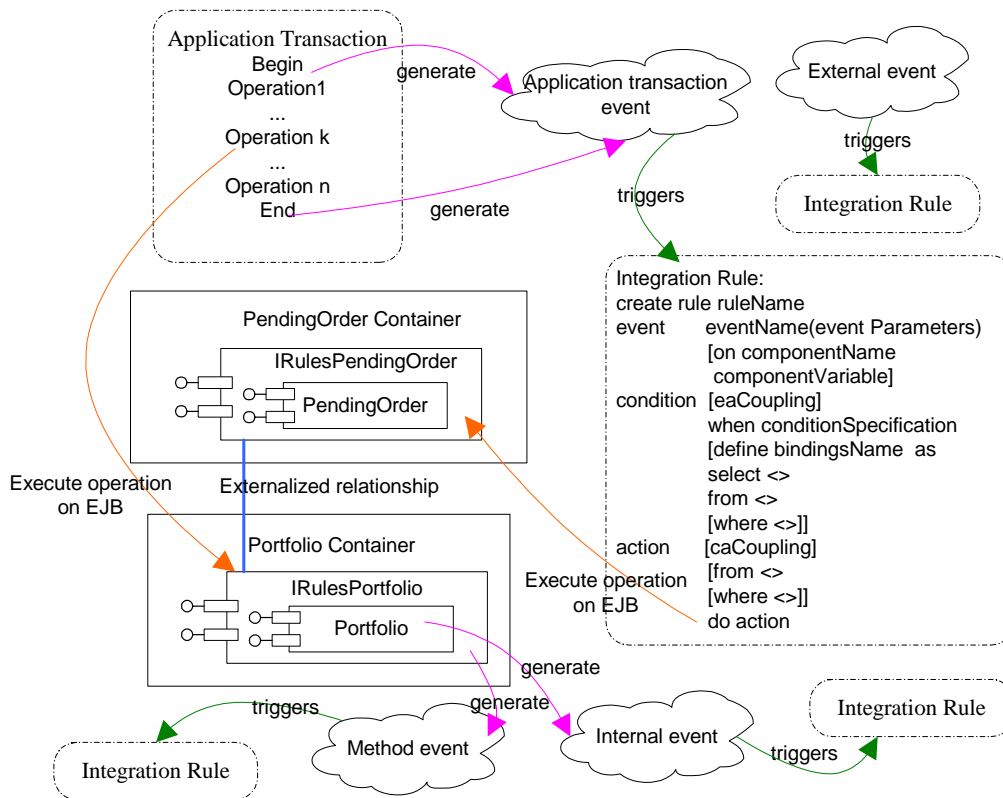 Application Transaction
Begin
Operation1
...
Operation k
...
Operation n
End
generate
generate
Application transaction
event
External event
triggers
Integration Rule
triggers
Integration Rule:
create rule ruleName
event eventName(event Parameters)
[on componentName
componentVariable]
condition [eaCoupling]
when conditionSpecification
[define bindingsName as
select <>
from <>
[where <>]]
action [caCoupling]
[from <>
[where <>]]
do action
PendingOrder Container
IRulesPendingOrder
PendingOrder
Execute operation
on EJB
Externalized relationship
Portfolio Container
IRulesPortfolio
Portfolio
Execute operation
on EJB
generate
generate
triggers
Method event
Integration Rule
Internal event
triggers
Integration Rule